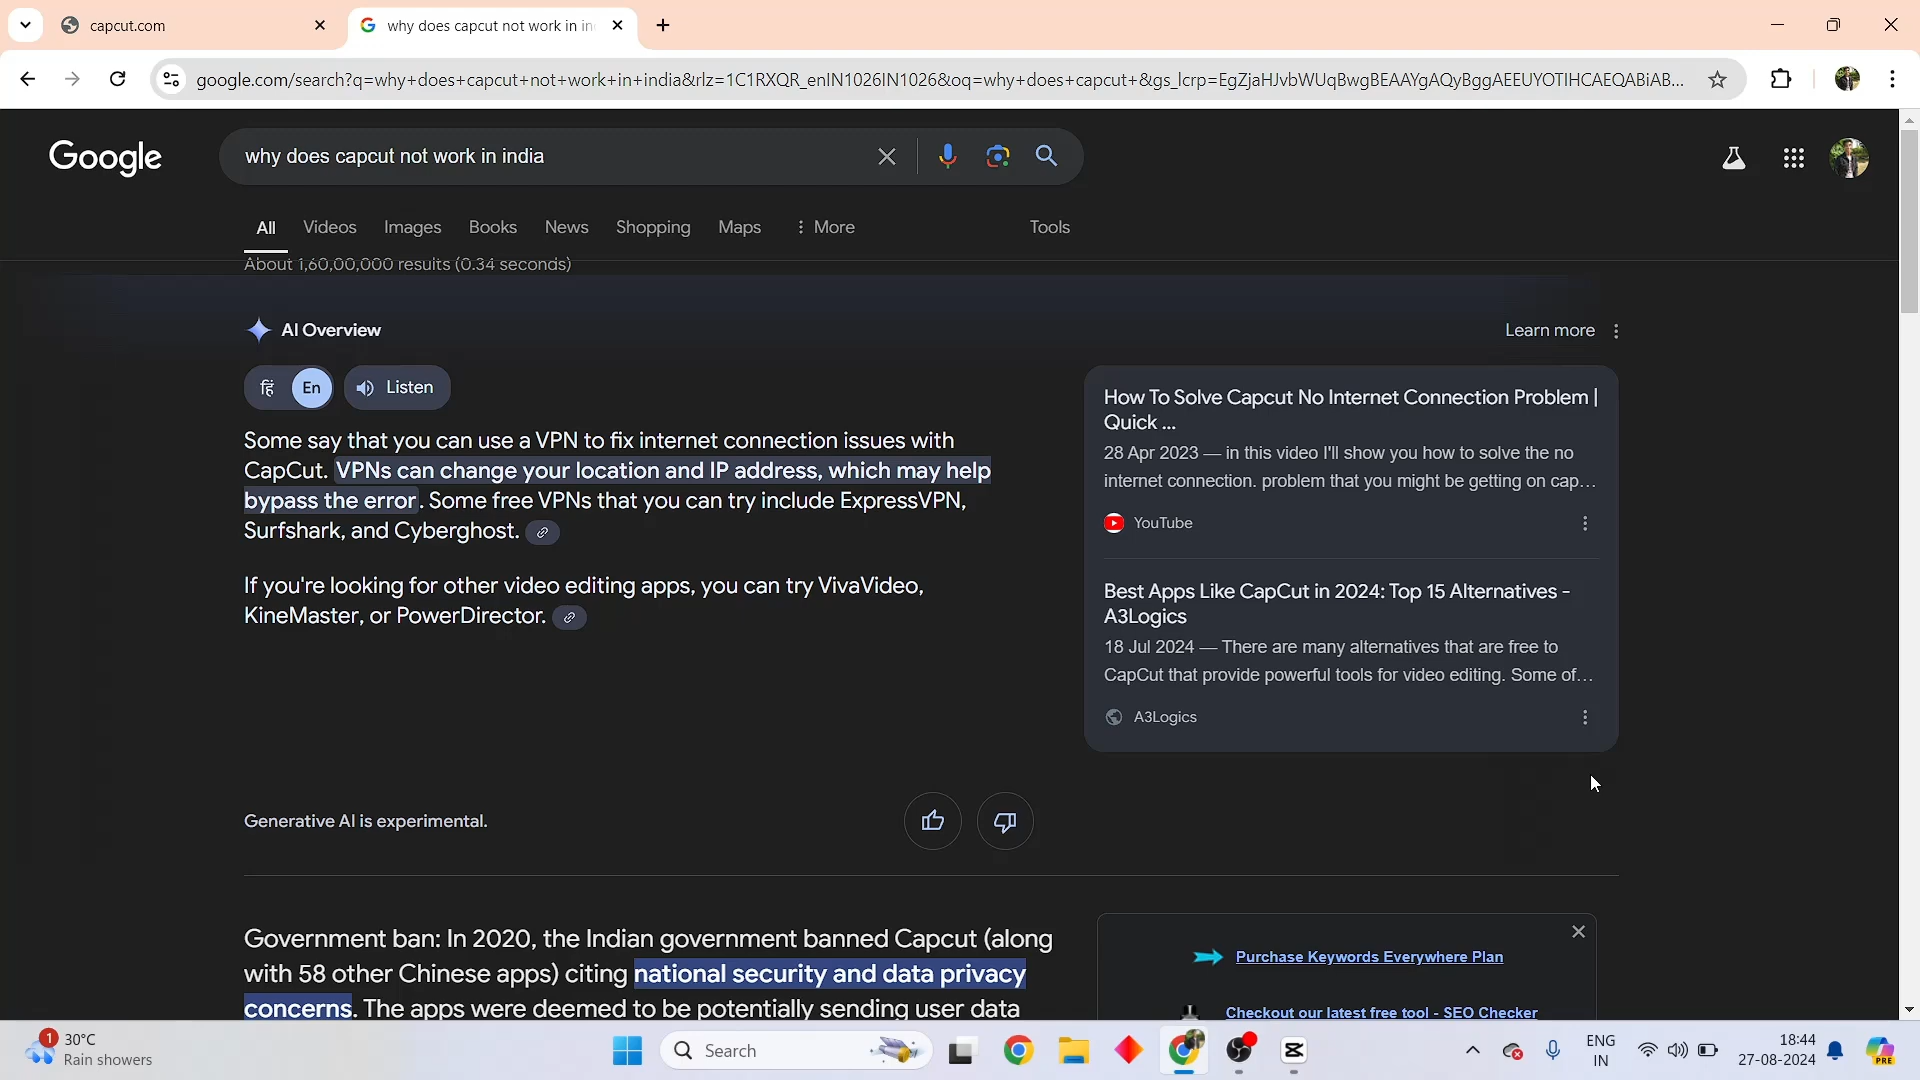 capcut.com
why does capcut not work in in
google.com/search?q=why+does+capcut+not+work+in+india&rlz=1C1RXQR_enIN1026IN1026&oq=why+does+capcut+&gs_lcrp=EgZjaHJvbWUqBwgBEAAYgAQyBggAEEUYOTIHCAEQABiAB...
Google
why does capcut not work in india
All Videos Images Books News Shopping Maps More Tools
About 1,60,00,000 results (0.34 seconds)
AI Overview
Learn more
हिं En Listen
Some say that you can use a VPN to fix internet connection issues with
CapCut. VPNs can change your location and IP address, which may help
bypass the error. Some free VPNs that you can try include ExpressVPN,
Surfshark, and Cyberghost.
If you're looking for other video editing apps, you can try VivaVideo,
KineMaster, or PowerDirector.
How To Solve Capcut No Internet Connection Problem |
Quick ...
28 Apr 2023 — in this video I'll show you how to solve the no
internet connection. problem that you might be getting on cap...
YouTube
Best Apps Like CapCut in 2024: Top 15 Alternatives -
A3Logics
18 Jul 2024 — There are many alternatives that are free to
CapCut that provide powerful tools for video editing. Some of...
A3Logics
Generative AI is experimental.
Government ban: In 2020, the Indian government banned Capcut (along
with 58 other Chinese apps) citing national security and data privacy
concerns. The apps were deemed to be potentially sending user data
Purchase Keywords Everywhere Plan
Checkout our latest free tool - SEO Checker
1
30°C
Rain showers
Search
ENG
IN
18:44
27-08-2024
PRE